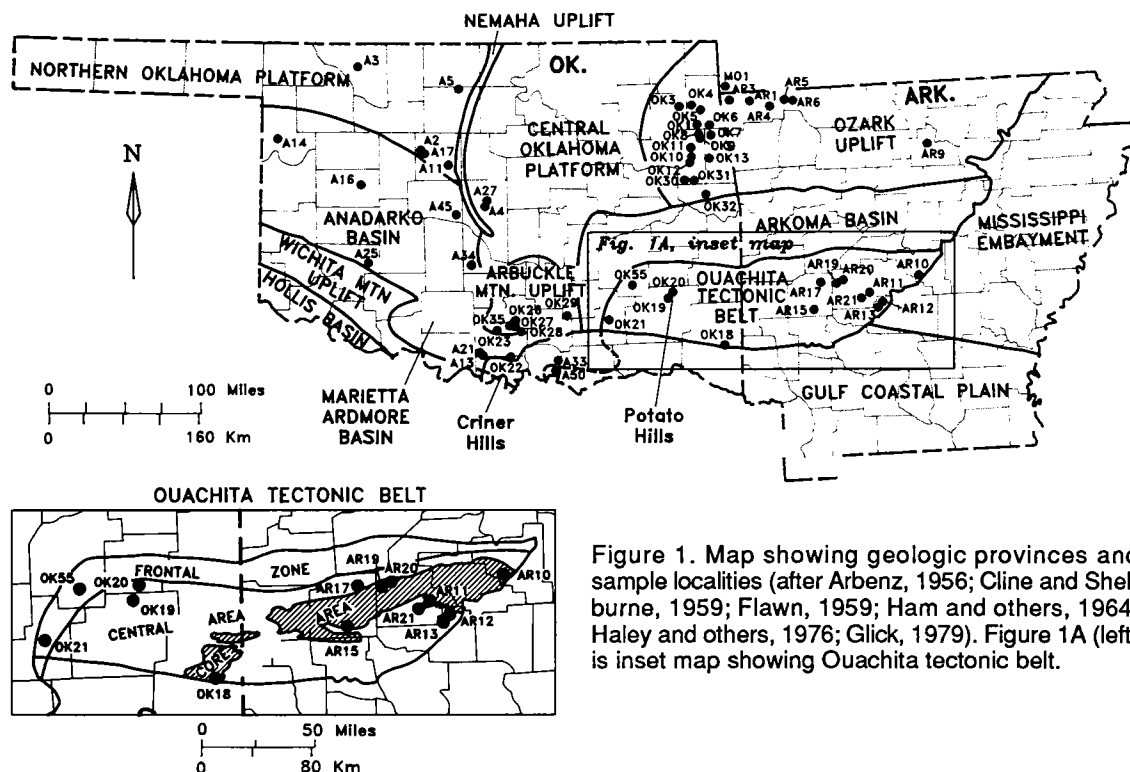 NEMAHA UPLIFT
OK.
NORTHERN OKLAHOMA PLATFORM
A3
A5
MO1
AR3
AR5
OK3
OK4
AR1
AR6
AR4
ARK.
OK6
OK7
OK8
OK9
OK11
OK10
OK13
OK12
OK30
OK31
OK32
CENTRAL
OKLAHOMA
PLATFORM
OZARK
UPLIFT
AR9
A14
A2
A17
A11
N
A16
A27
A4
A45
ANADARKO
BASIN
ARKOMA BASIN
MISSISSIPPI
EMBAYMENT
Fig. 1A, inset map
WICHITA MTN
UPLIFT
A25
HOLLIS BASIN
A34
ARBUCKLE
MTN. UPLIFT
OK29
OK26
OK35
OK27
OK28
OK23
A21
A13
OK22
A33
A50
OK55
OK20
OK19
OK21
OUACHITA
TECTONIC
BELT
OK18
AR19
AR20
AR10
AR17
AR11
AR21
AR15
AR13
AR12
0 100 Miles
0 160 Km
MARIETTA
ARDMORE
BASIN
Criner
Hills
Potato
Hills
GULF COASTAL PLAIN
OUACHITA TECTONIC BELT
FRONTAL ZONE
OK55
OK20
OK19
CENTRAL
OK21
AREA
CORE
OK18
AR19
AR20
AR17
AREA
AR10
AR11
AR21
AR12
AR13
AR15
0 50 Miles
0 80 Km
Figure 1. Map showing geologic provinces and
sample localities (after Arbenz, 1956; Cline and Shel-
burne, 1959; Flawn, 1959; Ham and others, 1964
Haley and others, 1976; Glick, 1979). Figure 1A (left
is inset map showing Ouachita tectonic belt.